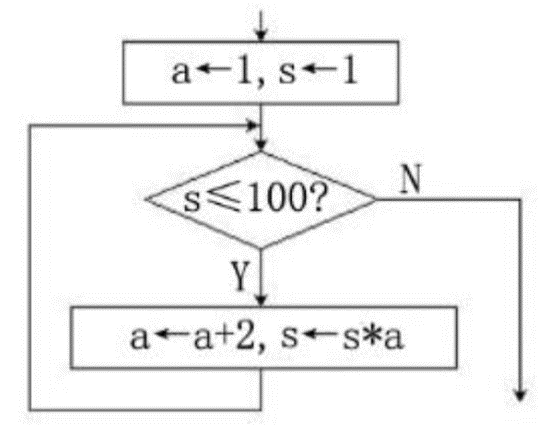 a←1, s←1
s≤100?
N
Y
a←a+2, s←s*a